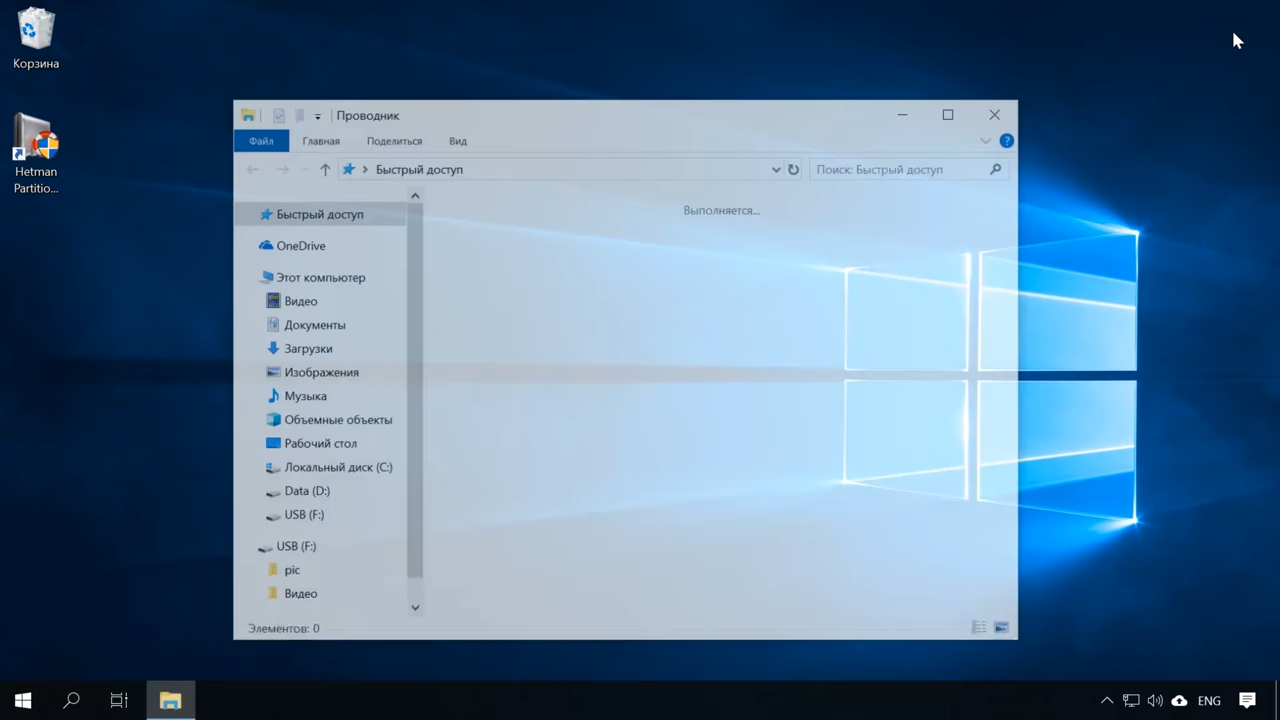 Корзина
Hetman
Partitio...
Проводник
Файл Главная Поделиться Вид
Быстрый доступ Поиск: Быстрый доступ
Выполняется...
Быстрый доступ
OneDrive
Этот компьютер
Видео
Документы
Загрузки
Изображения
Музыка
Объемные объекты
Рабочий стол
Локальный диск (C:)
Data (D:)
USB (F:)
USB (F:)
pic
Видео
Элементов: 0
ENG